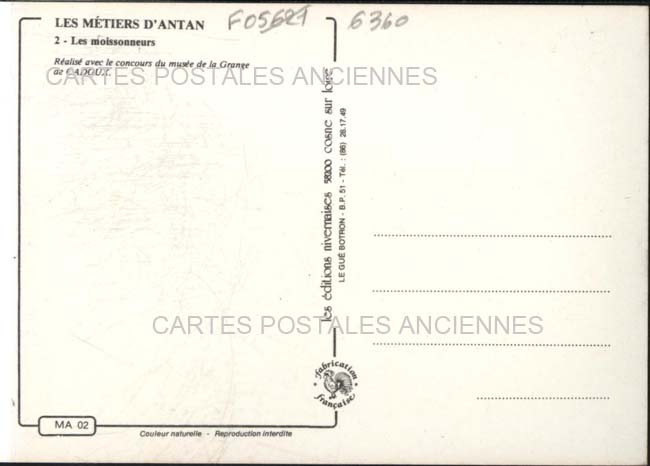 LES MÉTIERS D'ANTAN
F05621 6360
2 - Les moissonneurs
Réalisé avec le concours du musée de la Grange
de CADOUX.
CARTES POSTALES ANCIENNES
les éditions nivernaises 58200 cosne sur loire
LE GUÉ BOTRON - B.P. 51 - Tél. : (86) 28.17.49
CARTES POSTALES ANCIENNES
Fabrication
française
MA 02
Couleur naturelle - Reproduction interdite